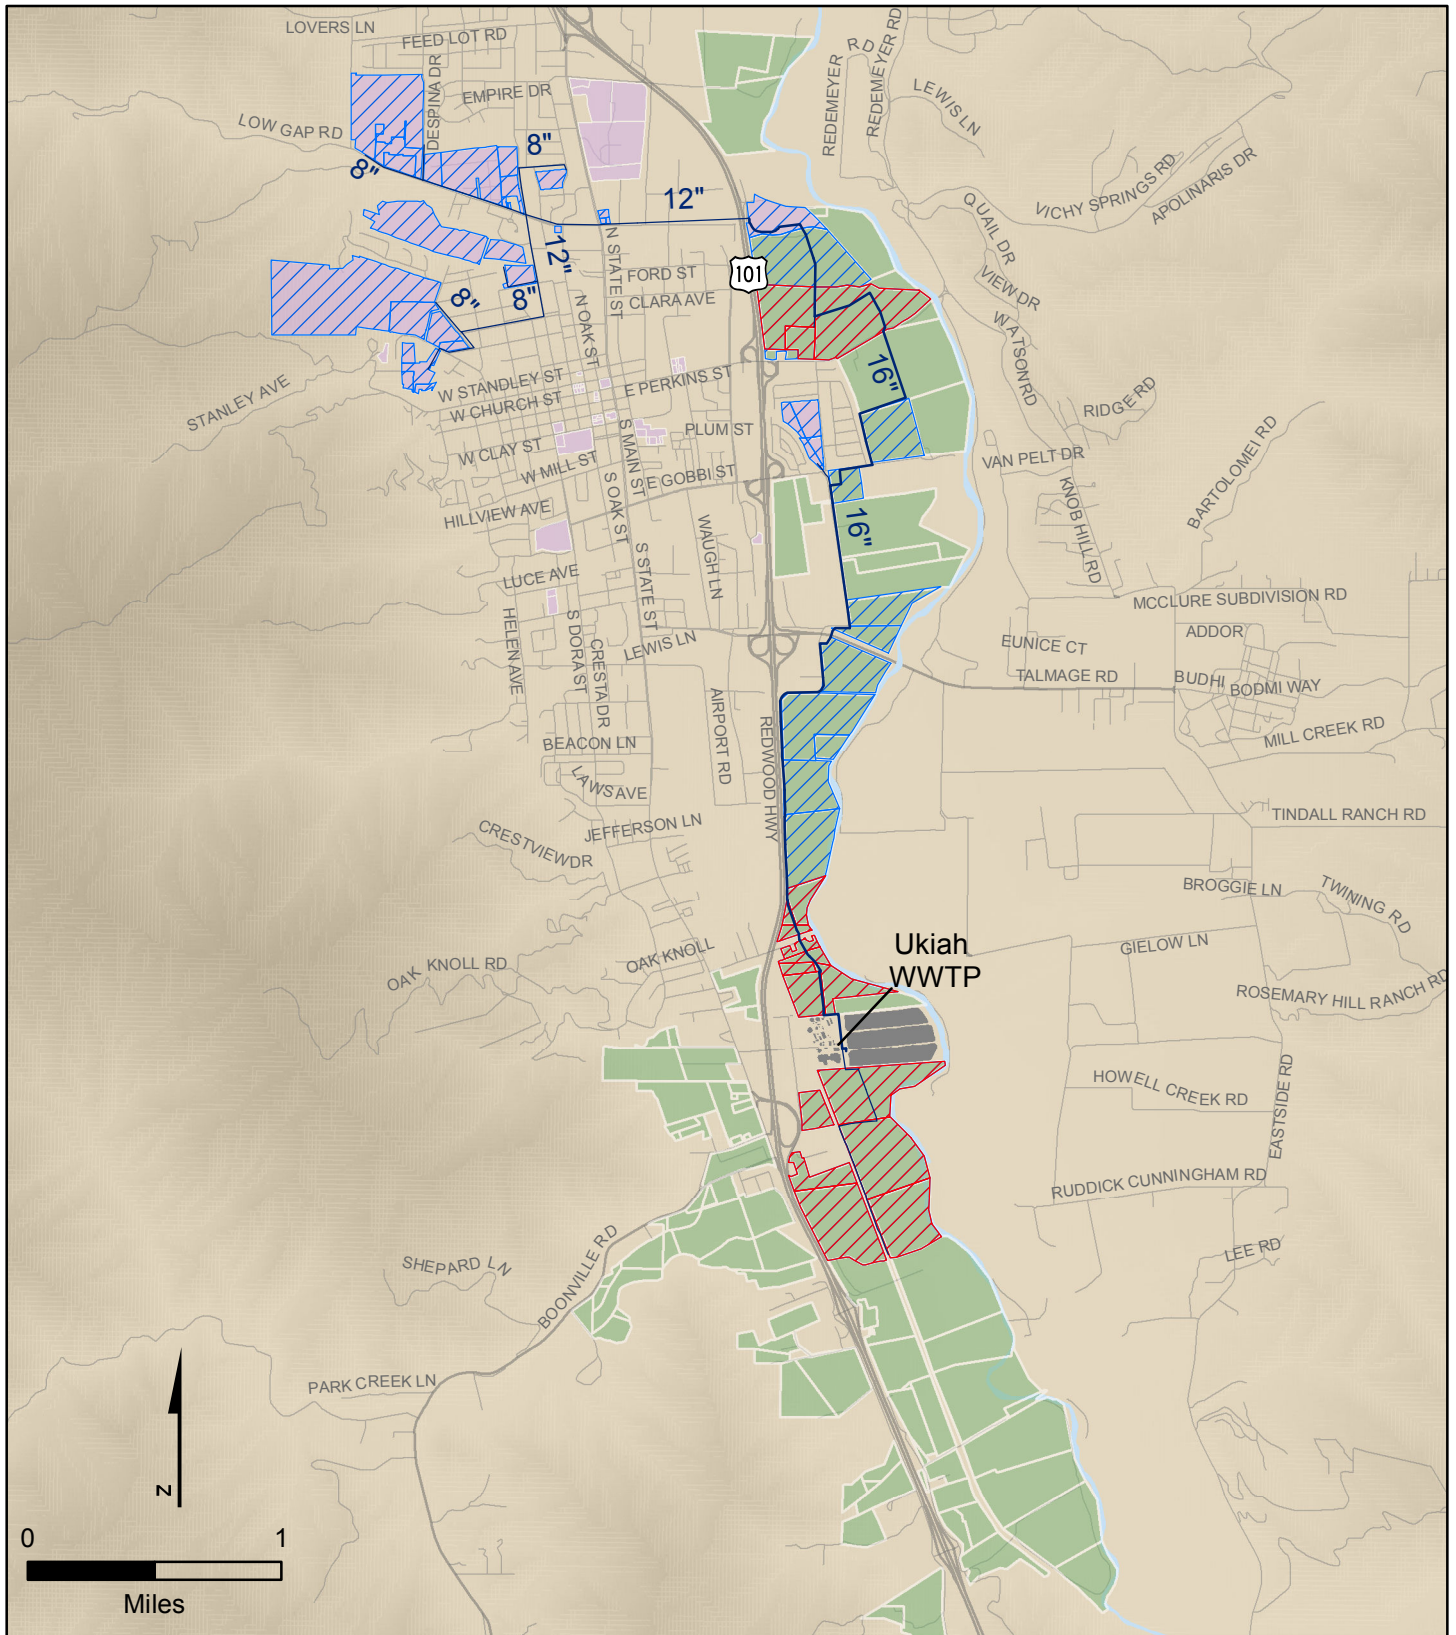 LOVERS LN
FEED LOT RD
DESPINA DR
EMPIRE DR
LOW GAP RD
8"
8"
12"
12"
N STATE ST
FORD ST
CLARA AVE
101
N OAK ST
8"
8"
REDEMEYER RD
REDEMEYER RD
LEWIS LN
VICHY SPRINGS RD
APOLINARIS DR
QUAIL DR
VIEW DR
WATSON RD
RIDGE RD
BARTOLOMEI RD
VAN PELT DR
KNOB HILL RD
STANLEY AVE
W STANDLEY ST
W CHURCH ST
E PERKINS ST
16"
PLUM ST
W CLAY ST
W MILL ST
S MAIN ST
E GOBBI ST
HILLVIEW AVE
S OAK ST
WAUGH LN
16"
LUCE AVE
HELEN AVE
S DORA ST
CRESTA DR
S STATE ST
LEWIS LN
MCCLURE SUBDIVISION RD
ADDOR
EUNICE CT
TALMAGE RD
BUDHI
BODMI WAY
MILL CREEK RD
AIRPORT RD
REDWOOD HWY
BEACON LN
LAWS AVE
JEFFERSON LN
CRESTVIEW DR
TINDALL RANCH RD
BROGGIE LN
TWINING RD
GIELOW LN
ROSEMARY HILL RANCH RD
OAK KNOLL RD
OAK KNOLL
Ukiah
WWTP
HOWELL CREEK RD
EASTSIDE RD
RUDDICK CUNNINGHAM RD
LEE RD
SHEPARD LN
BOONVILLE RD
PARK CREEK LN
N
0 1
Miles